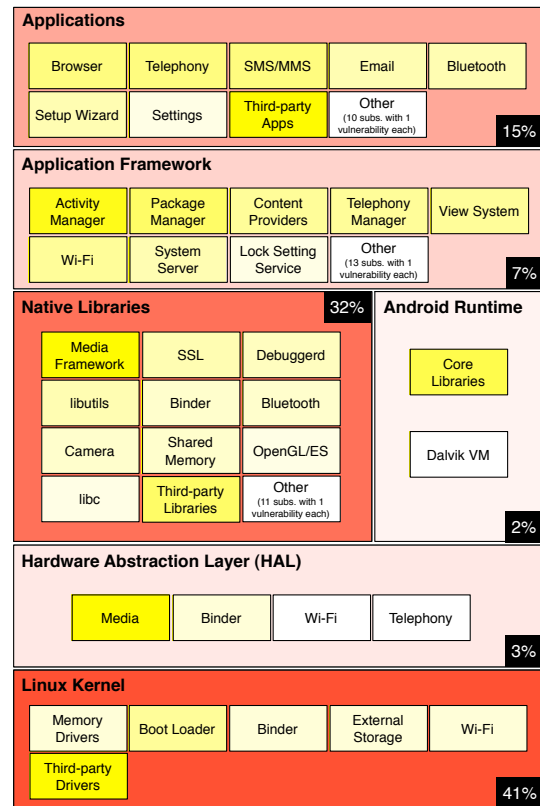 Applications
Browser
Telephony
SMS/MMS
Email
Bluetooth
Setup Wizard
Settings
Third-party
Apps
Other
(10 subs. with 1
vulnerability each)
15%
Application Framework
Activity
Manager
Package
Manager
Content
Providers
Telephony
Manager
View System
Wi-Fi
System
Server
Lock Setting
Service
Other
(13 subs. with 1
vulnerability each)
7%
Native Libraries
32%
Media
Framework
SSL
Debuggerd
libutils
Binder
Bluetooth
Camera
Shared
Memory
OpenGL/ES
libc
Third-party
Libraries
Other
(11 subs. with 1
vulnerability each)
Android Runtime
Core
Libraries
Dalvik VM
2%
Hardware Abstraction Layer (HAL)
Media
Binder
Wi-Fi
Telephony
3%
Linux Kernel
Memory
Drivers
Boot Loader
Binder
External
Storage
Wi-Fi
Third-party
Drivers
41%